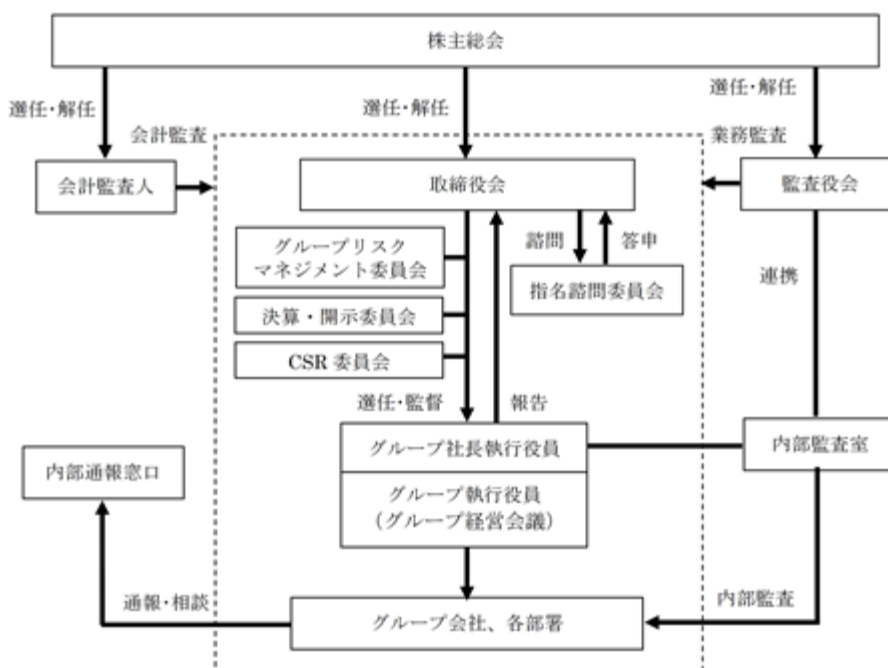 株主総会
選任・解任
選任・解任
選任・解任
会計監査
業務監査
会計監査人
取締役会
監査役会
グループリスク
マネジメント委員会
諮問
答申
連携
指名諮問委員会
決算・開示委員会
CSR 委員会
選任・監督
報告
グループ社長執行役員
内部監査室
内部通報窓口
グループ執行役員
（グループ経営会議）
通報・相談
内部監査
グループ会社、各部署